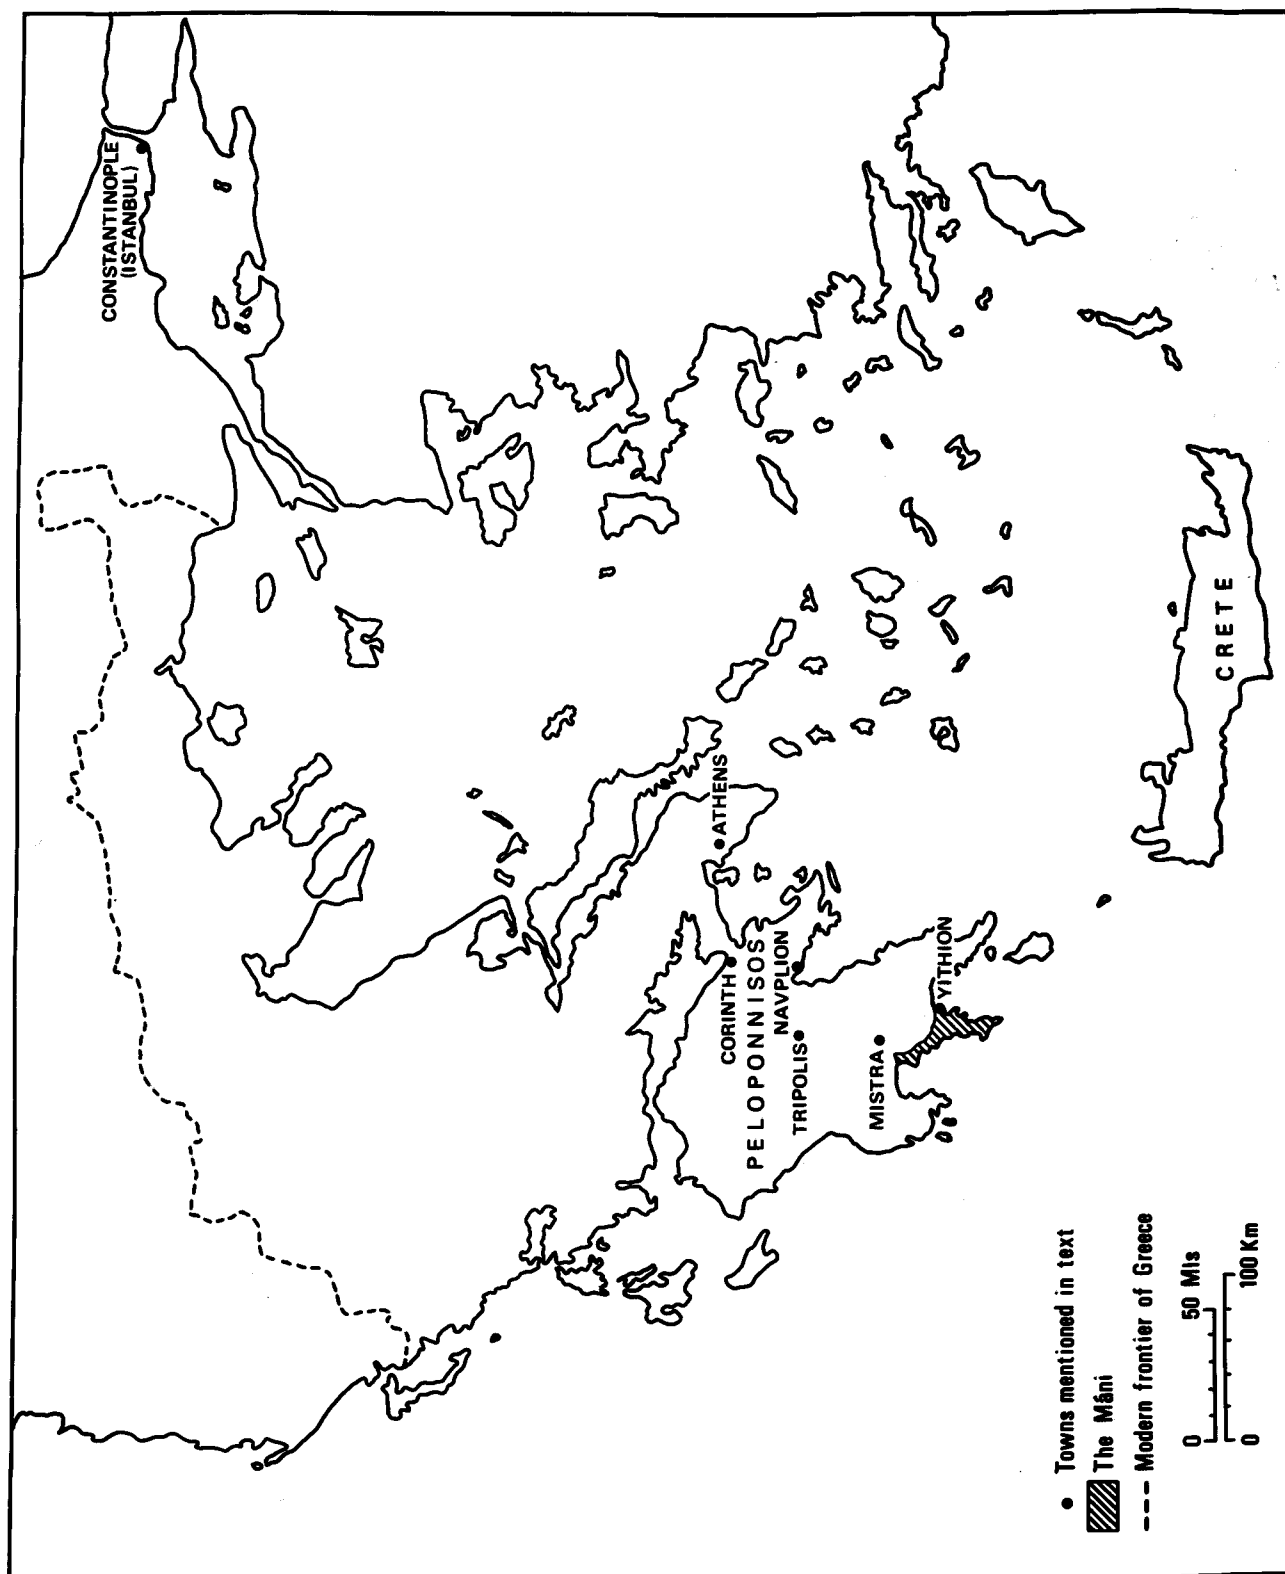 CONSTANTINOPLE
(ISTANBUL)
ATHENS
CORINTH
PELOPONNISOS
NAVPLION
TRIPOLIS
MISTRA
YITHION
CRETE
Towns mentioned in text
The Máni
Modern frontier of Greece
0 50 Mls
0 100 Km